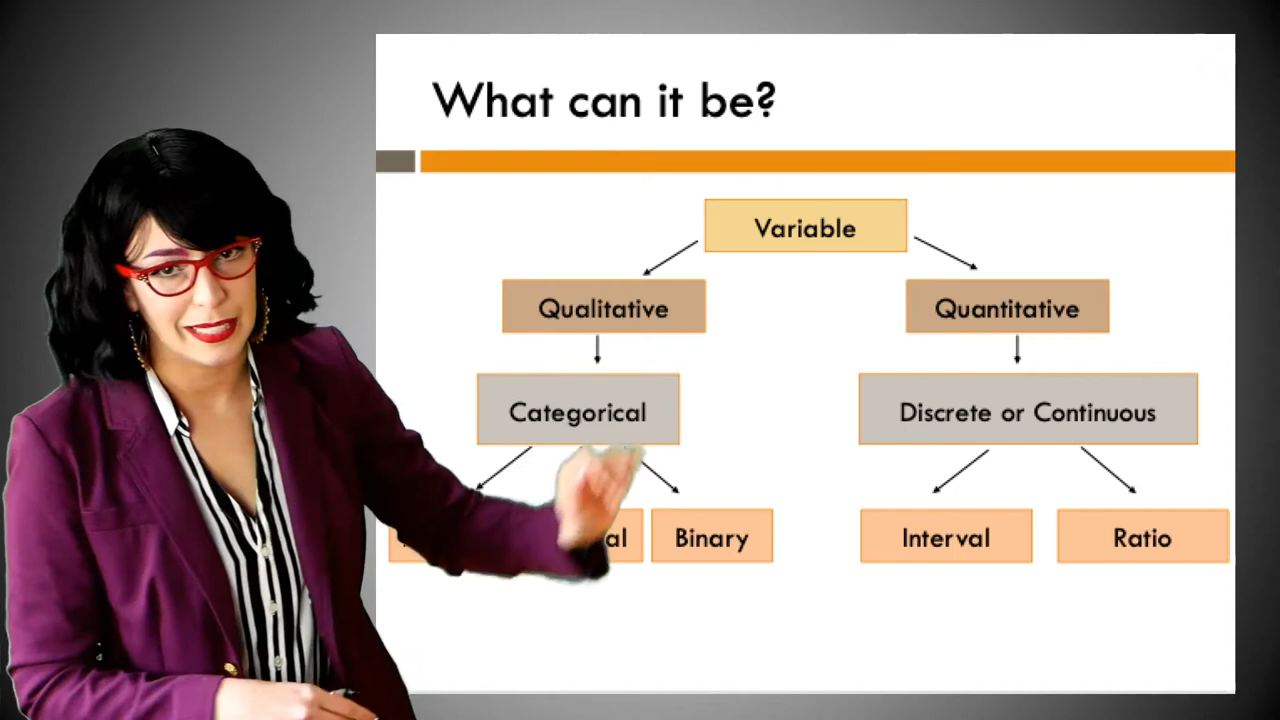 What can it be?
Variable
Qualitative
Quantitative
Categorical
Discrete or Continuous
Binary
Interval
Ratio